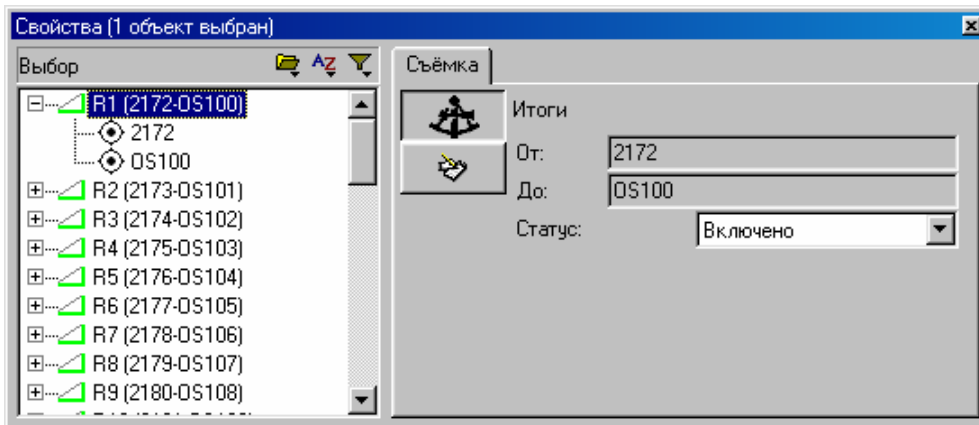 Свойства (1 объект выбран)
Выбор
R1 (2172-OS100)
2172
OS100
R2 (2173-OS101)
R3 (2174-OS102)
R4 (2175-OS103)
R5 (2176-OS104)
R6 (2177-OS105)
R7 (2178-OS106)
R8 (2179-OS107)
R9 (2180-OS108)
Съёмка
Итоги
От: 2172
До: OS100
Статус: Включено